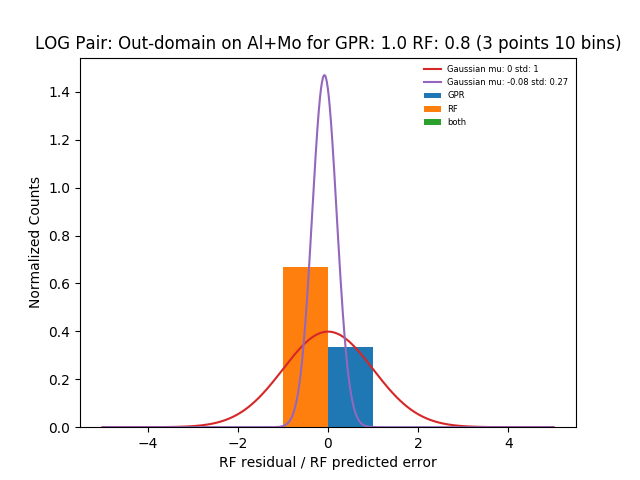 LOG Pair: Out-domain on Al+Mo for GPR: 1.0 RF: 0.8 (3 points 10 bins)
Gaussian mu: 0 std: 1
Gaussian mu: -0.08 std: 0.27
GPR
RF
both
Normalized Counts
1.4
1.2
1.0
0.8
0.6
0.4
0.2
0.0
−4
−2
0
2
4
RF residual / RF predicted error